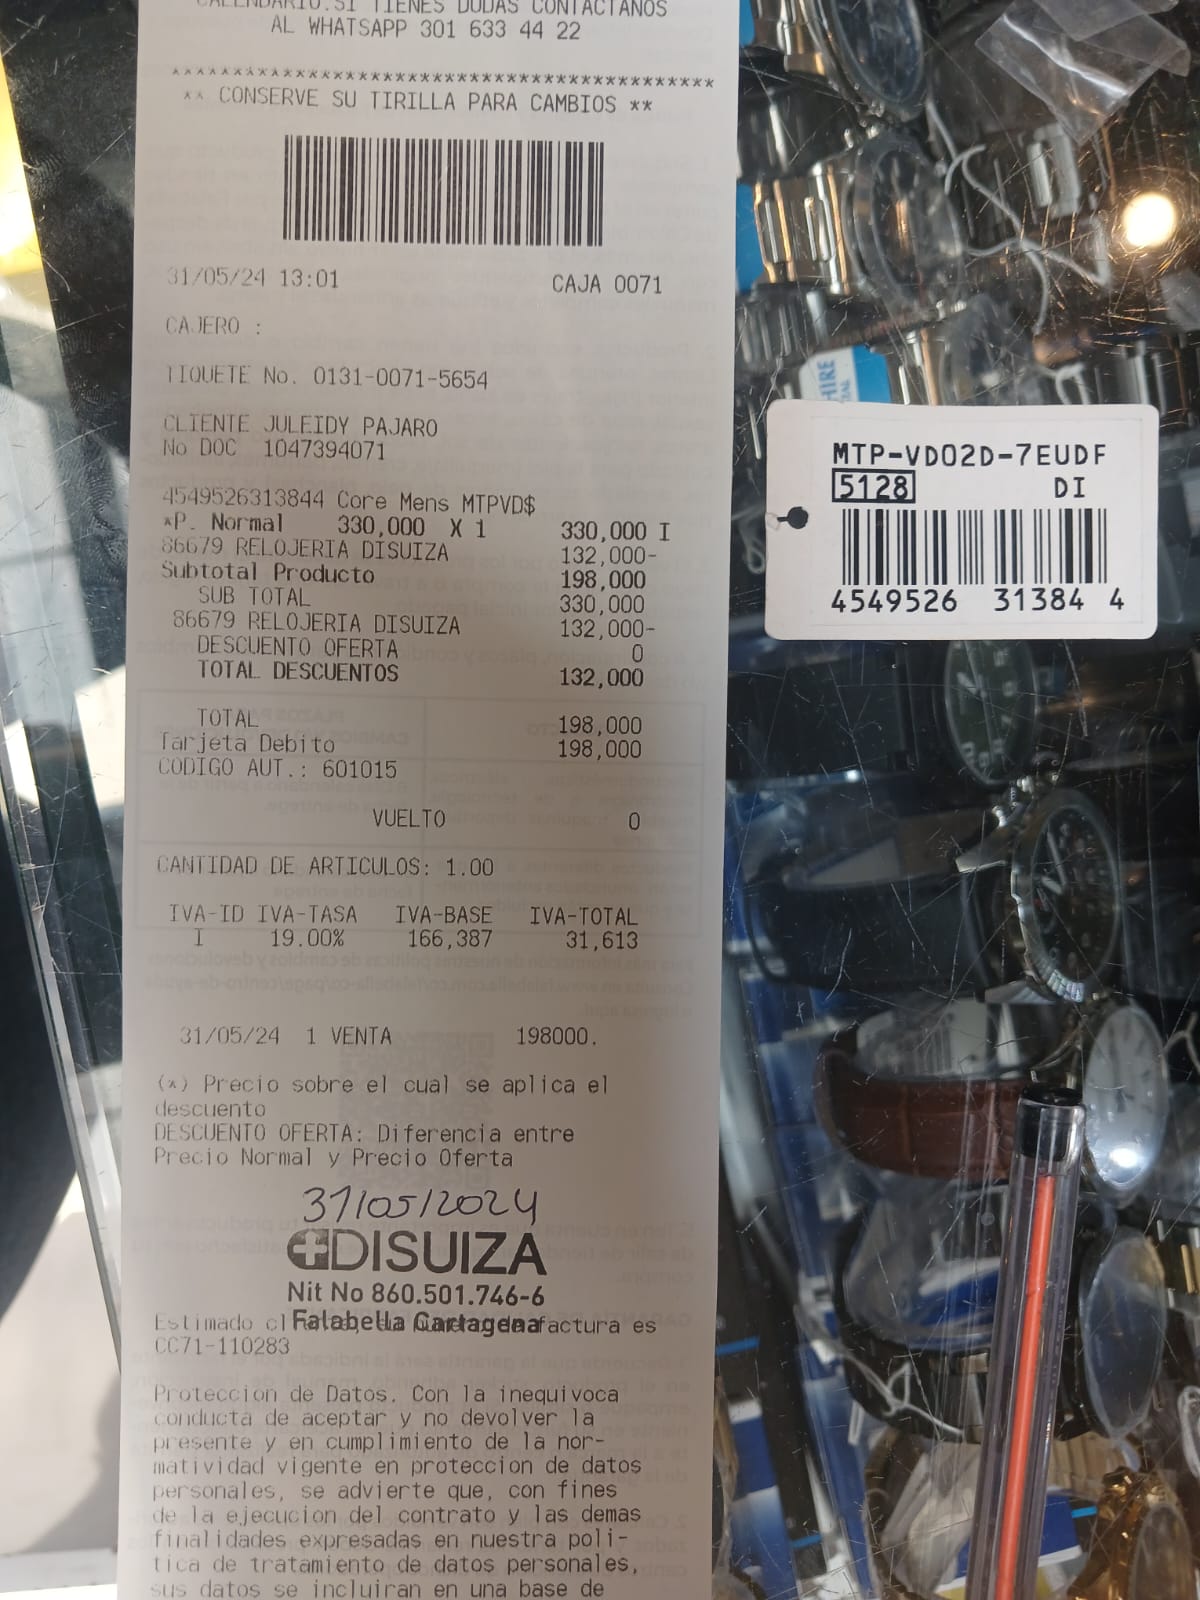 CALENDARIO.SI TIENES DUDAS CONTACTANOS
AL WHATSAPP 301 633 44 22
********************************************
** CONSERVE SU TIRILLA PARA CAMBIOS **
31/05/24 13:01 CAJA 0071
CAJERO :
TIQUETE No. 0131-0071-5654
CLIENTE JULEIDY PAJARO
No DOC 1047394071
4549526313844 Core Mens MTPVD$
*P. Normal 330,000 X 1 330,000 I
86679 RELOJERIA DISUIZA 132,000-
Subtotal Producto 198,000
SUB TOTAL 330,000
86679 RELOJERIA DISUIZA 132,000-
DESCUENTO OFERTA 0
TOTAL DESCUENTOS 132,000
TOTAL 198,000
Tarjeta Debito 198,000
CODIGO AUT.: 601015
VUELTO 0
CANTIDAD DE ARTICULOS: 1.00
IVA-ID IVA-TASA IVA-BASE IVA-TOTAL
I 19.00% 166,387 31,613
31/05/24 1 VENTA 198000.
(*) Precio sobre el cual se aplica el
descuento
DESCUENTO OFERTA: Diferencia entre
Precio Normal y Precio Oferta
31/05/2024
DISUIZA
Nit No 860.501.746-6
Falabella Cartagena
Estimado factura es
CC71-110283
Proteccion de Datos. Con la inequivoca
conducta de aceptar y no devolver la
presente y en cumplimiento de la nor-
matividad vigente en proteccion de datos
personales, se advierte que, con fines
de la ejecucion del contrato y las demas
finalidades expresadas en nuestra poli-
tica de tratamiento de datos personales,
sus datos se incluiran en una base de
MTP-VD02D-7EUDF
5128 DI
4549526 31384 4